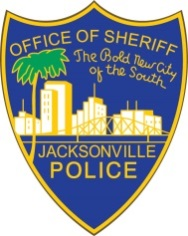 OFFICE OF SHERIFF
The Bold New City
of the South
JACKSONVILLE
POLICE